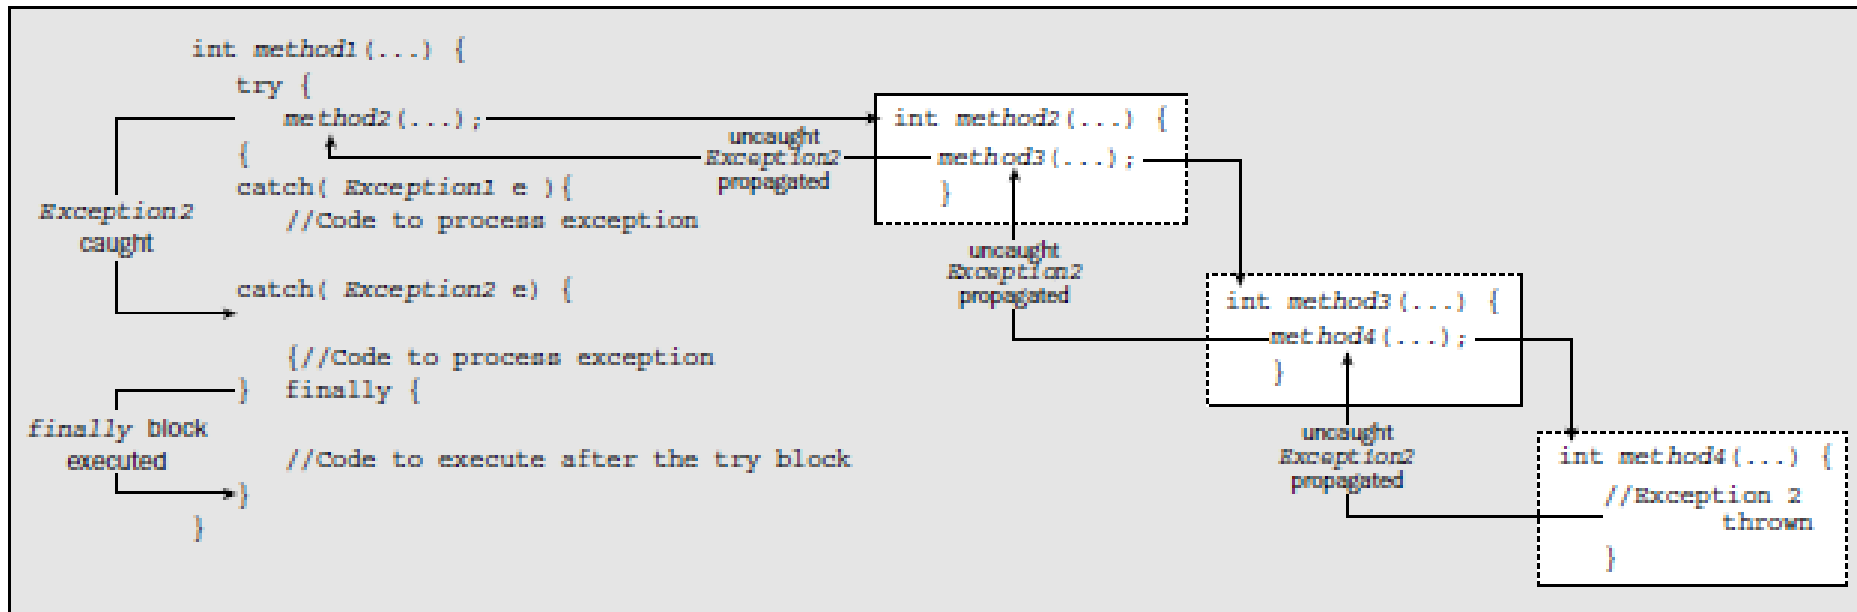 int method1(...) {
try {
method2(...);
{
catch( Exception1 e ){
//Code to process exception
Exception2
caught
catch( Exception2 e) {
{//Code to process exception
} finally {
finally block
executed
//Code to execute after the try block
}
}
uncaught
Exception2
propagated
int method2(...) {
method3(...);
}
uncaught
Exception2
propagated
int method3(...) {
method4(...);
}
uncaught
Exception2
propagated
int method4(...) {
//Exception 2
thrown
}